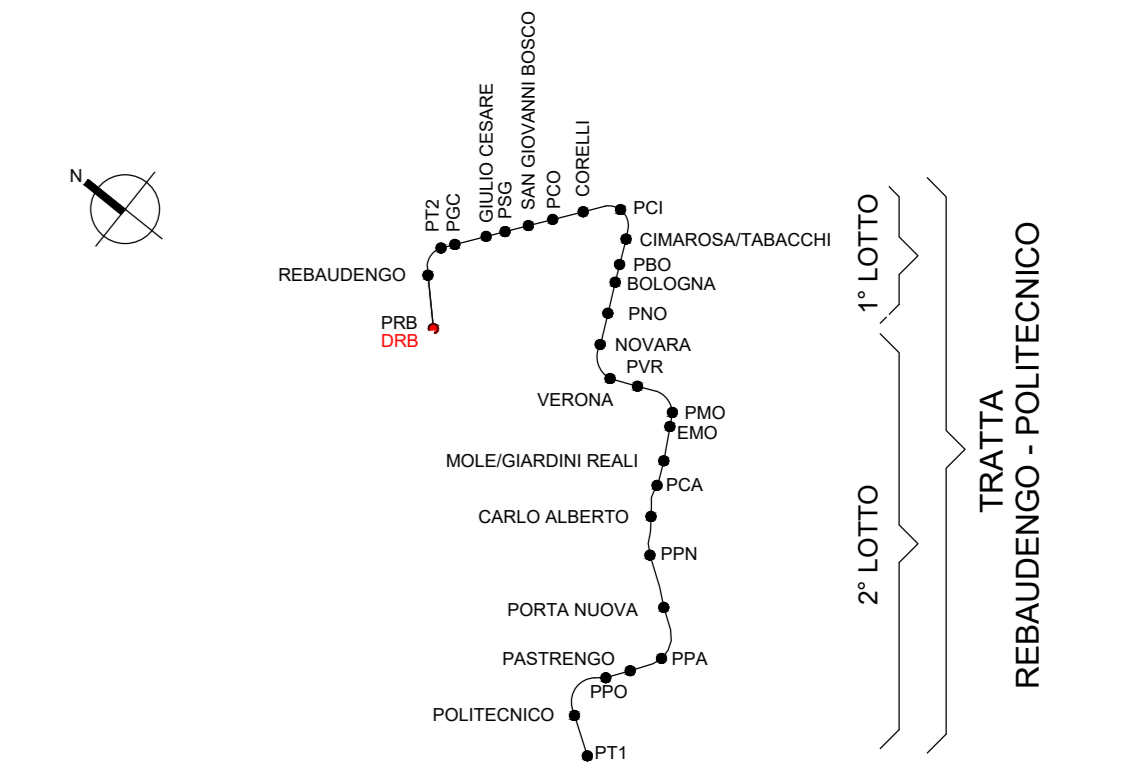 N
PT2
PGC
GIULIO CESARE
PSG
SAN GIOVANNI BOSCO
PCO
CORELLI
PCI
CIMAROSA/TABACCHI
REBAUDENGO
PBO
BOLOGNA
PRB
DRB
PNO
NOVARA
PVR
VERONA
PMO
EMO
MOLE/GIARDINI REALI
PCA
CARLO ALBERTO
PPN
PORTA NUOVA
PASTRENGO
PPA
PPO
POLITECNICO
PT1
1° LOTTO
2° LOTTO
TRATTA
REBAUDENGO - POLITECNICO